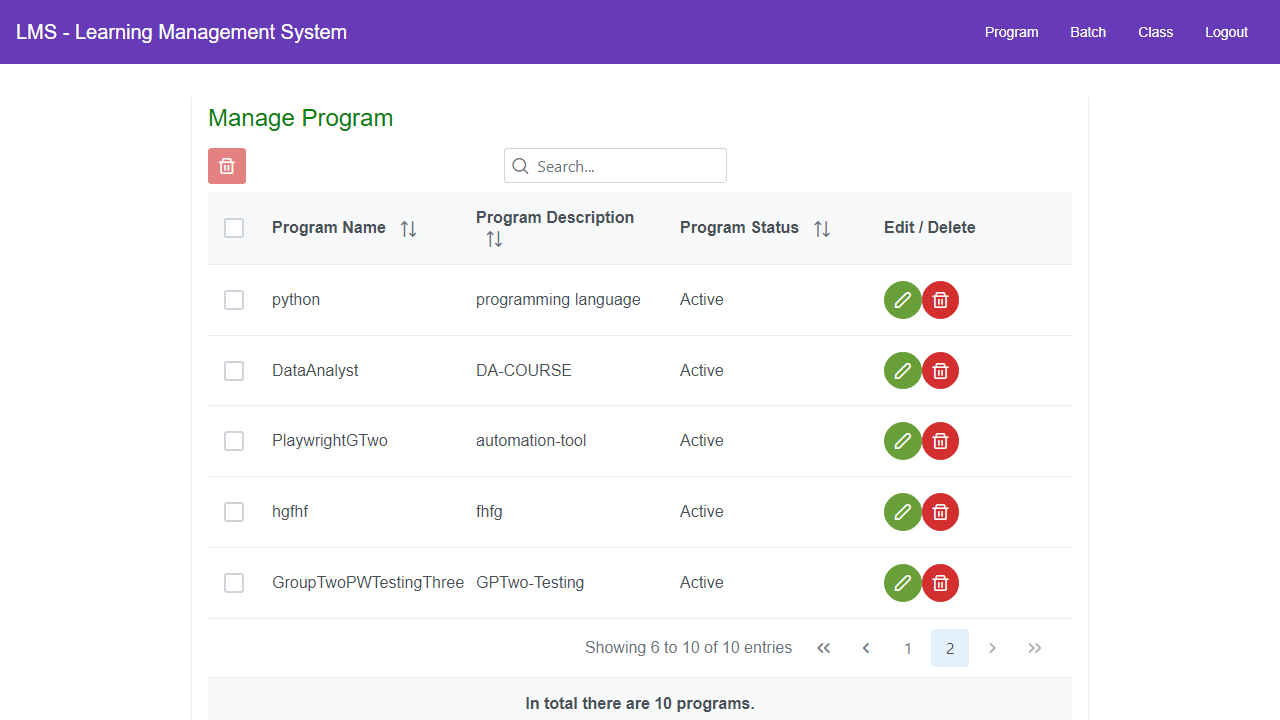 LMS - Learning Management System
Program Batch Class Logout
Manage Program
Search...
Program Name Program Description Program Status Edit / Delete
python programming language Active
DataAnalyst DA-COURSE Active
PlaywrightGTwo automation-tool Active
hgfhf fhfg Active
GroupTwoPWTestingThree GPTwo-Testing Active
Showing 6 to 10 of 10 entries 1 2
In total there are 10 programs.